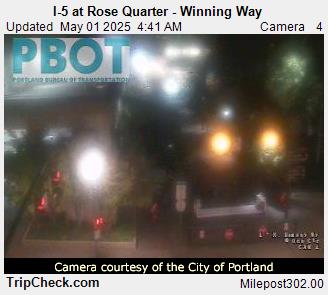 I-5 at Rose Quarter - Winning Way
Updated May 01 2025 4:41 AM Camera 4
PBOT
PORTLAND BUREAU OF TRANSPORTATION
Camera courtesy of the City of Portland
TripCheck.com Milepost302.00